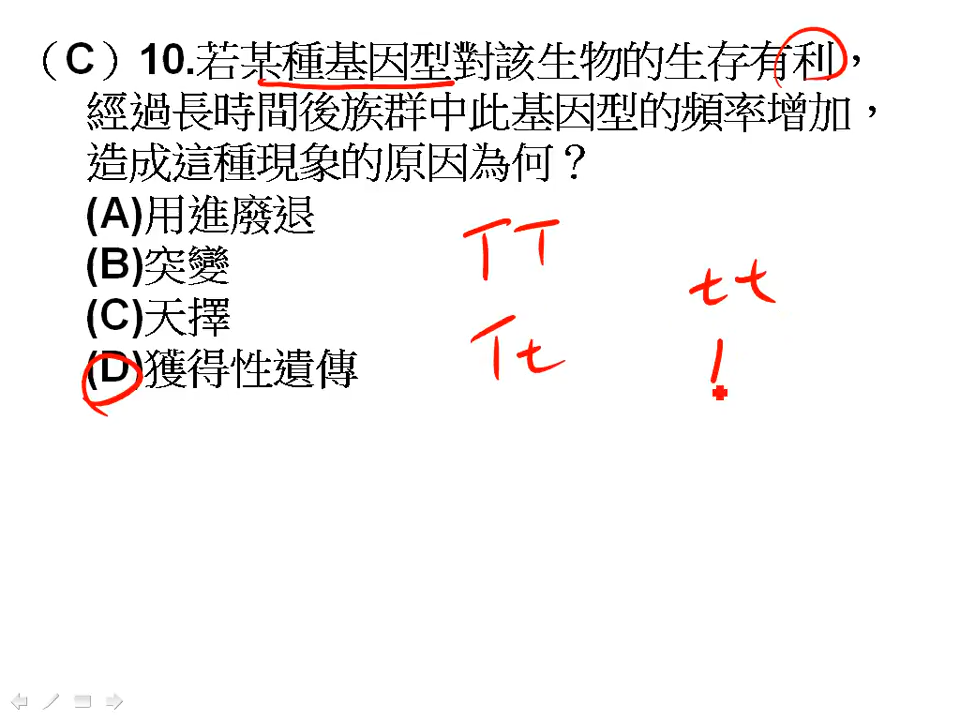 （C）10.若某種基因型對該生物的生存有利，
經過長時間後族群中此基因型的頻率增加，
造成這種現象的原因為何？
(A)用進廢退
(B)突變
(C)天擇
(D)獲得性遺傳
TT
tt
Tt